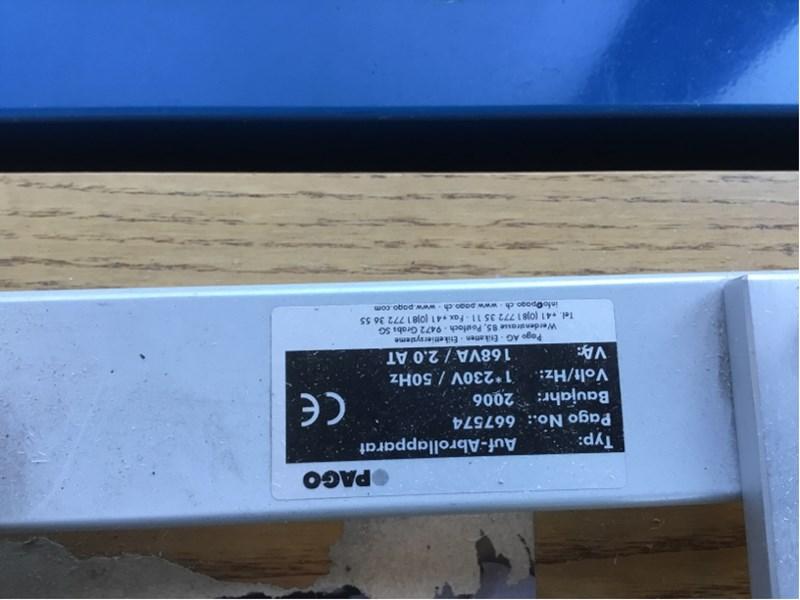 PAGO
Typ: Auf-Abrollapparat
Pago No.: 667574
Baujahr: 2006
Volt/Hz: 1*230V / 50Hz
VA: 168VA / 2.0 AT
CE
Pago AG · Etiketten · Etikettiersysteme
Werdenstrasse 85, Postfach · 9472 Grabs SG
Tel. +41 (0)81 772 35 11 · Fax +41 (0)81 772 36 55
info@pago.ch · www.pago.ch · www.pago.com